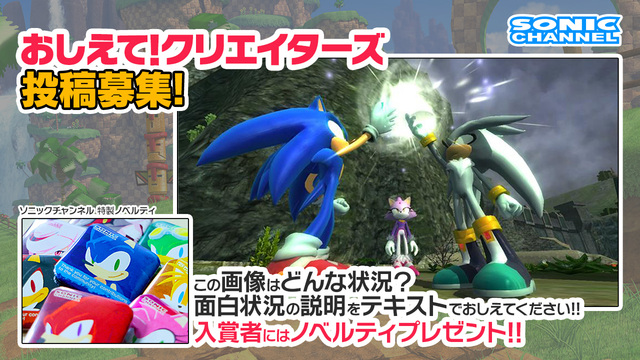 おしえて!クリエイターズ
投稿募集!
SONIC
CHANNEL
ソニックチャンネル 特製ノベルティ
この画像はどんな状況?
面白状況の説明をテキストでおしえてください!!
入賞者にはノベルティプレゼント!!